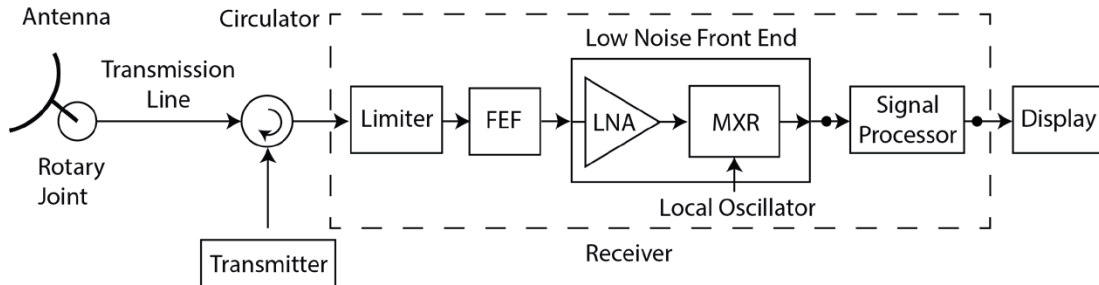 Antenna
Circulator
Low Noise Front End
Transmission
Line
Limiter
FEF
LNA
MXR
Signal
Processor
Display
Rotary
Joint
Local Oscillator
Transmitter
Receiver